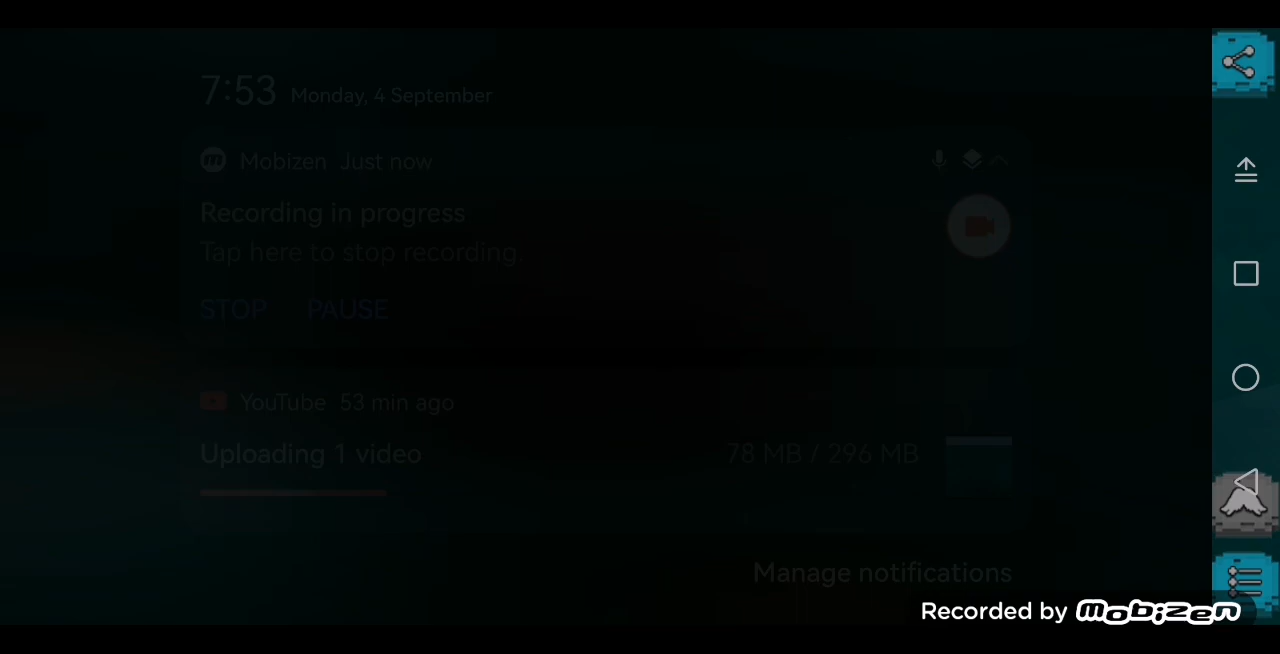 7:53 Monday, 4 September
Mobizen Just now
Recording in progress
Tap here to stop recording.
STOP PAUSE
YouTube 53 min ago
Uploading 1 video 78 MB / 296 MB
Manage notifications
Recorded by mobizen